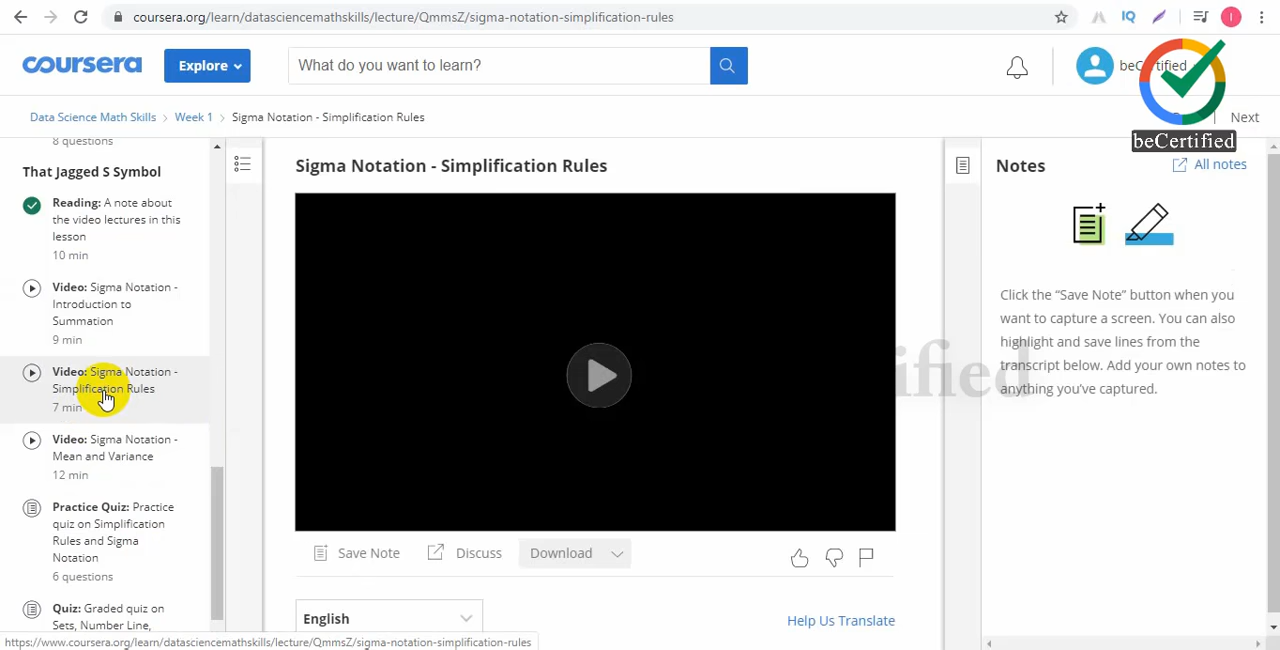 coursera.org/learn/datasciencemathskills/lecture/QmmsZ/sigma-notation-simplification-rules
IQ
I
coursera
Explore
What do you want to learn?
beCertified
beCertified
Data Science Math Skills > Week 1 > Sigma Notation - Simplification Rules
Next
8 questions
That Jagged S Symbol
Reading: A note about
the video lectures in this
lesson
10 min
Video: Sigma Notation -
Introduction to
Summation
9 min
Video: Sigma Notation -
Simplification Rules
7 min
Video: Sigma Notation -
Mean and Variance
12 min
Practice Quiz: Practice
quiz on Simplification
Rules and Sigma
Notation
6 questions
Quiz: Graded quiz on
Sets, Number Line,
https://www.coursera.org/learn/datasciencemathskills/lecture/QmmsZ/sigma-notation-simplification-rules
Sigma Notation - Simplification Rules
Save Note
Discuss
Download
English
Help Us Translate
Notes
All notes
Click the “Save Note” button when you
want to capture a screen. You can also
highlight and save lines from the
transcript below. Add your own notes to
anything you’ve captured.